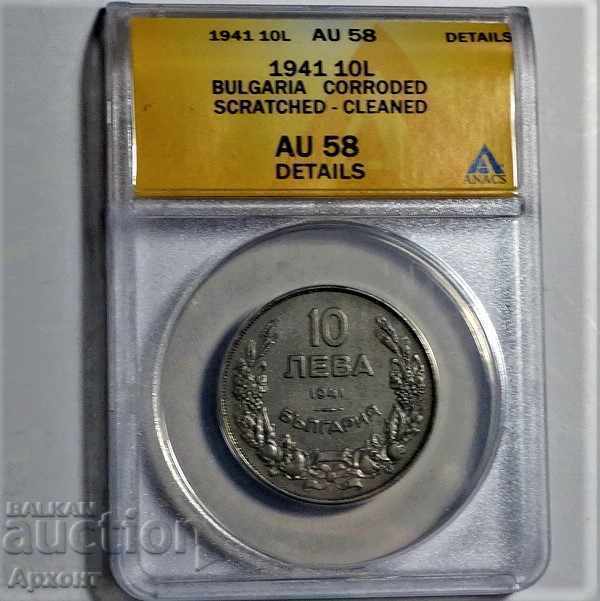 1941 10L AU 58 DETAILS
1941 10L
BULGARIA CORRODED
SCRATCHED - CLEANED
AU 58
DETAILS
ANACS
10
ЛЕВА
1941
БЪЛГАРИЯ
BALKAN
auction
Архонт